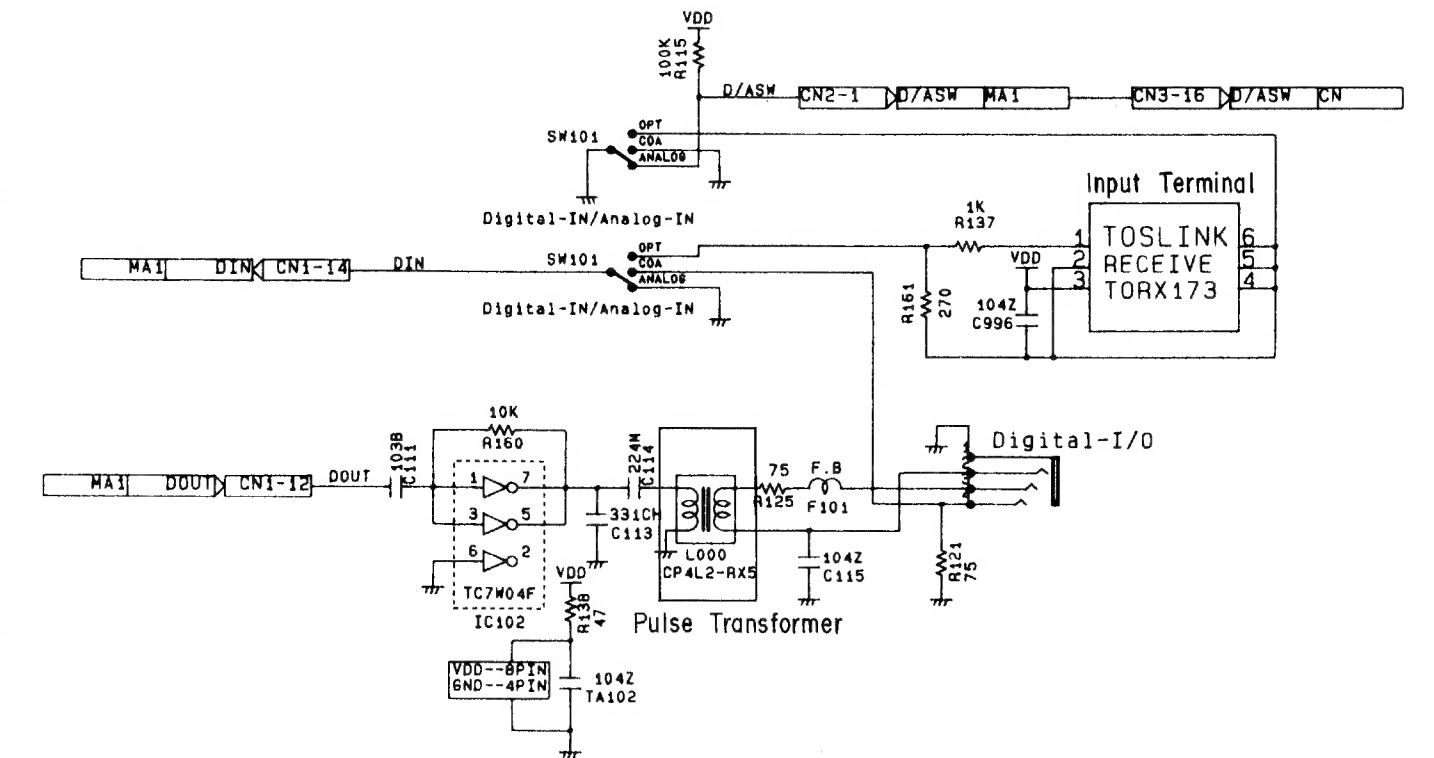 VDD
100K
R115
D/ASW
CN2-1 D/ASW MA1
CN3-16 D/ASW CN
SW101
OPT
COA
ANALOG
Digital-IN/Analog-IN
Input Terminal
1K
R137
1
2
3
TOSLINK
RECEIVE
TORX173
6
5
4
VDD
104Z
C996
R161
270
MA1 DIN CN1-14
DIN
SW101
OPT
COA
ANALOG
Digital-IN/Analog-IN
MA1 DOUT CN1-12
DOUT
103B
C111
10K
R160
1 7
3 5
6 2
TC7W04F
IC102
331CH
C113
224M
C114
L000
CP4L2-RX5
Pulse Transformer
75
R125
F.B
F101
104Z
C115
Digital-I/O
R121
75
VDD
R138
47
VDD--8PIN
GND--4PIN
104Z
TA102